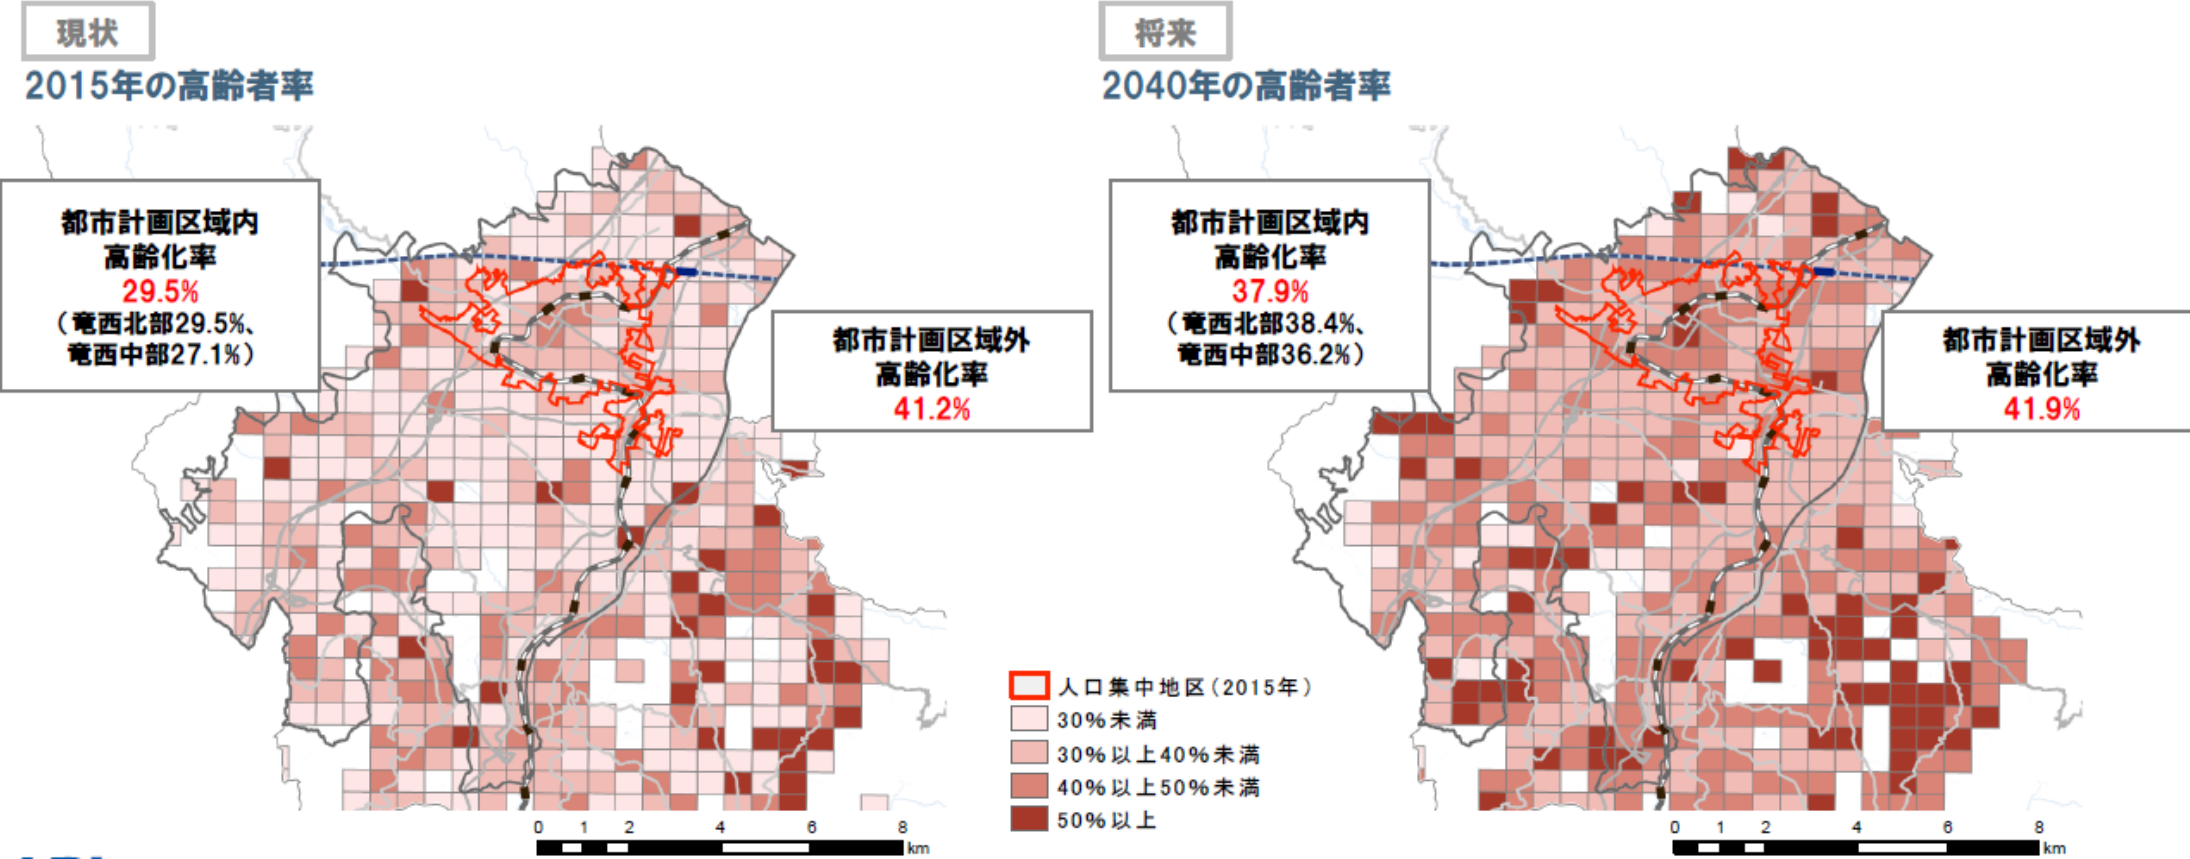 現状
2015年の高齢者率
都市計画区域内
高齢化率
29.5%
（竜西北部29.5%、
竜西中部27.1%）
都市計画区域外
高齢化率
41.2%
0 1 2 4 6 8
km
人口集中地区（2015年）
30%未満
30%以上40%未満
40%以上50%未満
50%以上
将来
2040年の高齢者率
都市計画区域内
高齢化率
37.9%
（竜西北部38.4%、
竜西中部36.2%）
都市計画区域外
高齢化率
41.9%
0 1 2 4 6 8
km